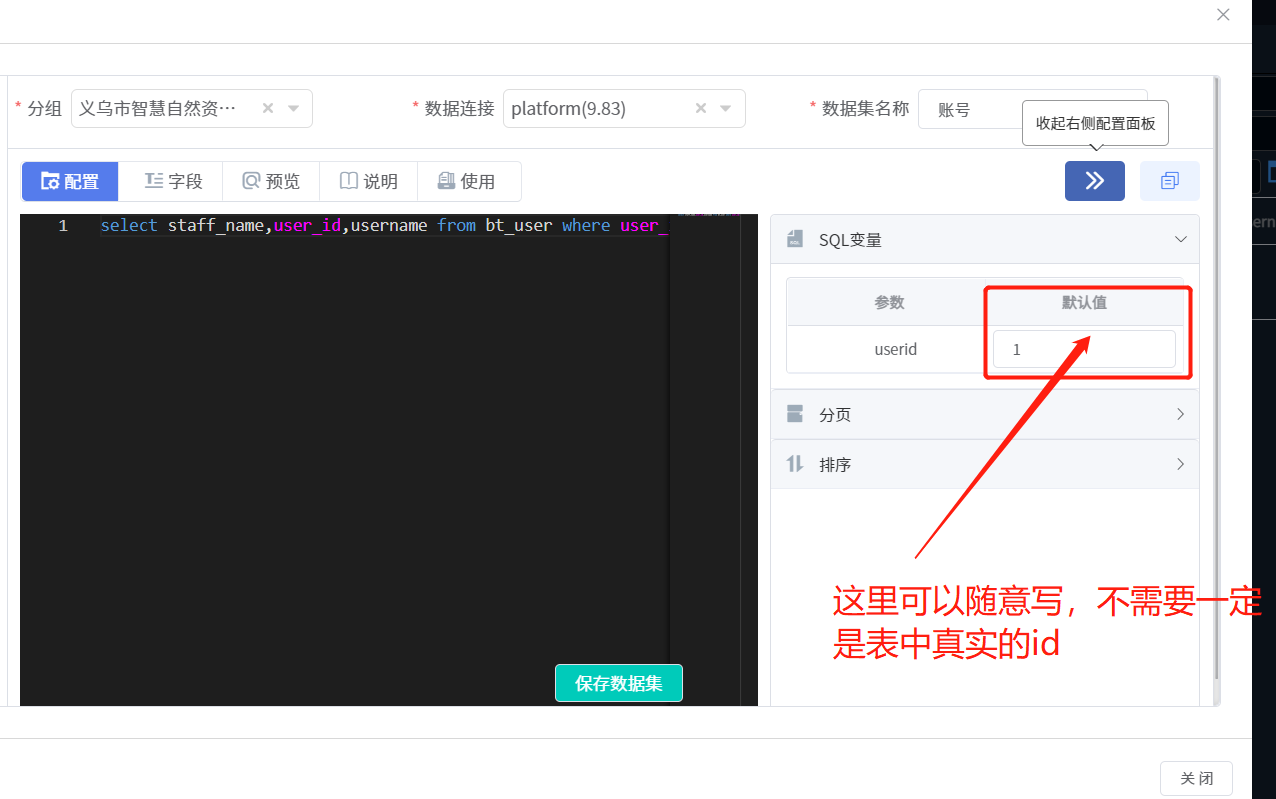 * 分组 义乌市智慧自然资… * 数据连接 platform(9.83) * 数据集名称 账号
收起右侧配置面板
配置 字段 预览 说明 使用
1 select staff_name,user_id,username from bt_user where user_
SQL变量
参数 默认值
userid 1
分页
排序
这里可以随意写，不需要一定
是表中真实的id
保存数据集
关 闭